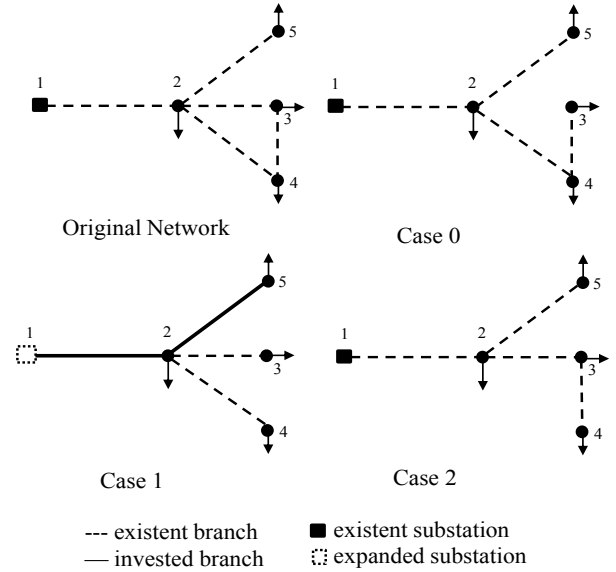 5
1
2
3
4
Original Network
5
1
2
3
4
Case 0
5
1
2
3
4
Case 1
5
1
2
3
4
Case 2
--- existent branch
— invested branch
existent substation
expanded substation